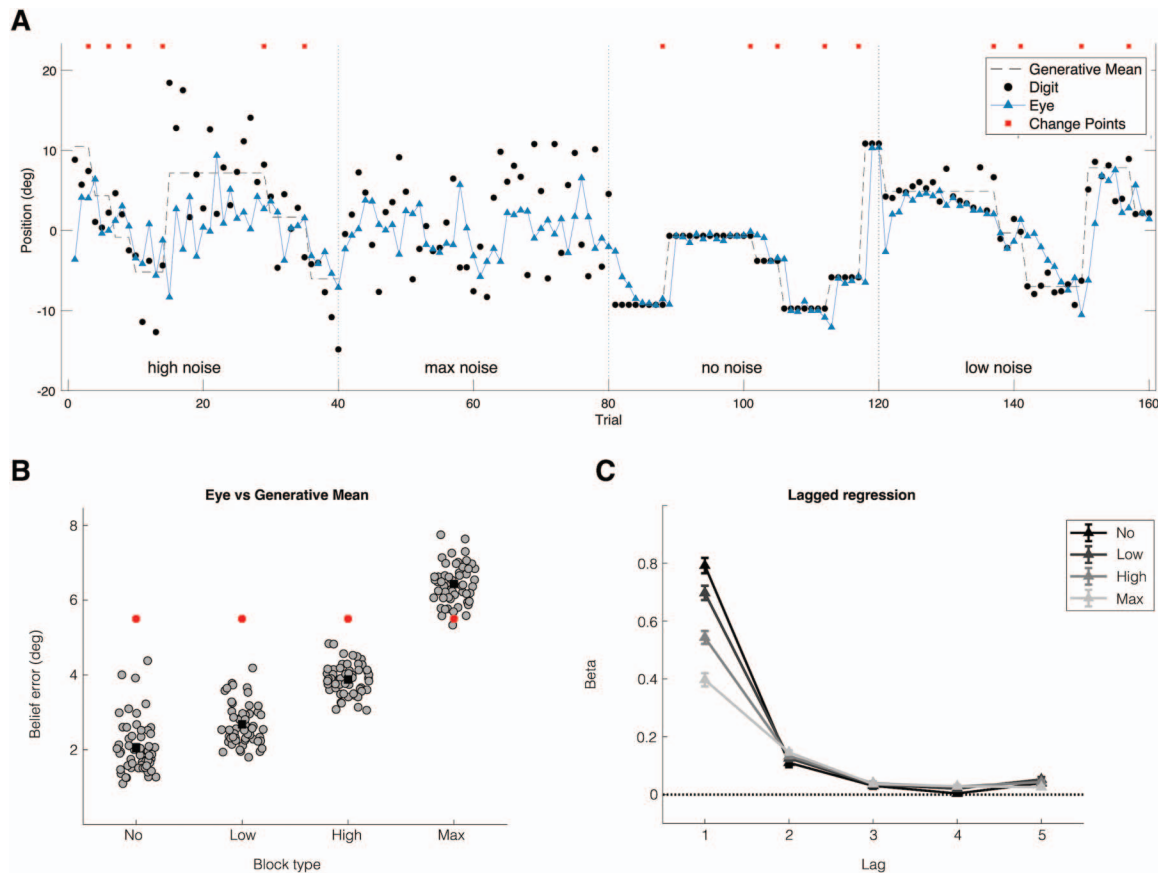 A
20
10
0
-10
-20
Position (deg)
Generative Mean
Digit
Eye
Change Points
high noise
max noise
no noise
low noise
0 20 40 60 80 100 120 140 160
Trial
B
Eye vs Generative Mean
8
6
4
2
Belief error (deg)
No Low High Max
Block type
C
Lagged regression
No
Low
High
Max
0.8
0.6
0.4
0.2
0
Beta
1 2 3 4 5
Lag